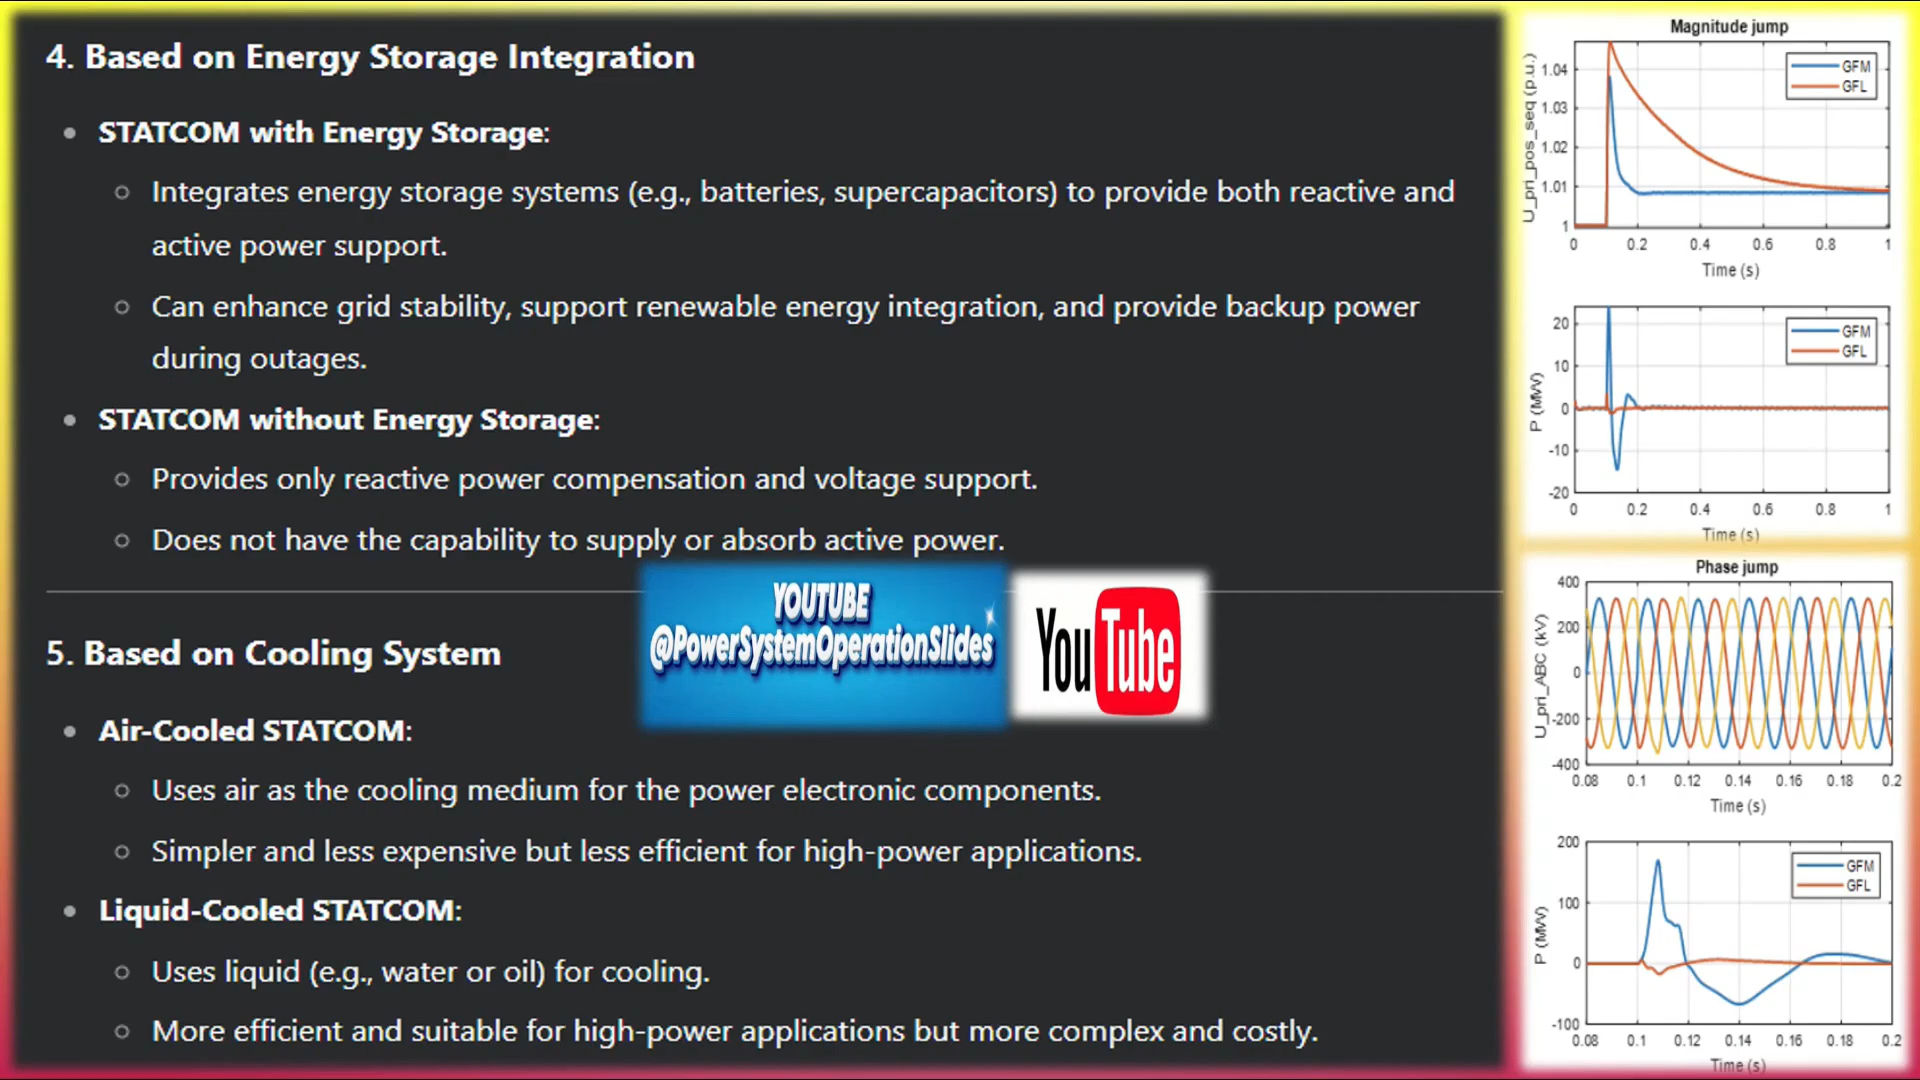 4. Based on Energy Storage Integration
STATCOM with Energy Storage:
Integrates energy storage systems (e.g., batteries, supercapacitors) to provide both reactive and
active power support.
Can enhance grid stability, support renewable energy integration, and provide backup power
during outages.
STATCOM without Energy Storage:
Provides only reactive power compensation and voltage support.
Does not have the capability to supply or absorb active power.
YOUTUBE
@PowerSystemOperationSlides
YouTube
5. Based on Cooling System
Air-Cooled STATCOM:
Uses air as the cooling medium for the power electronic components.
Simpler and less expensive but less efficient for high-power applications.
Liquid-Cooled STATCOM:
Uses liquid (e.g., water or oil) for cooling.
More efficient and suitable for high-power applications but more complex and costly.
Magnitude jump
U_pri_pos_seq (p.u.)
1.04
1.03
1.02
1.01
1
GFM
GFL
0 0.2 0.4 0.6 0.8 1
Time (s)
P (MW)
20
10
0
-10
-20
GFM
GFL
0 0.2 0.4 0.6 0.8 1
Time (s)
Phase jump
U_pri_ABC (kV)
400
200
0
-200
-400
0.08 0.1 0.12 0.14 0.16 0.18 0.2
Time (s)
P (MW)
200
100
0
-100
GFM
GFL
0.08 0.1 0.12 0.14 0.16 0.18 0.2
Time (s)